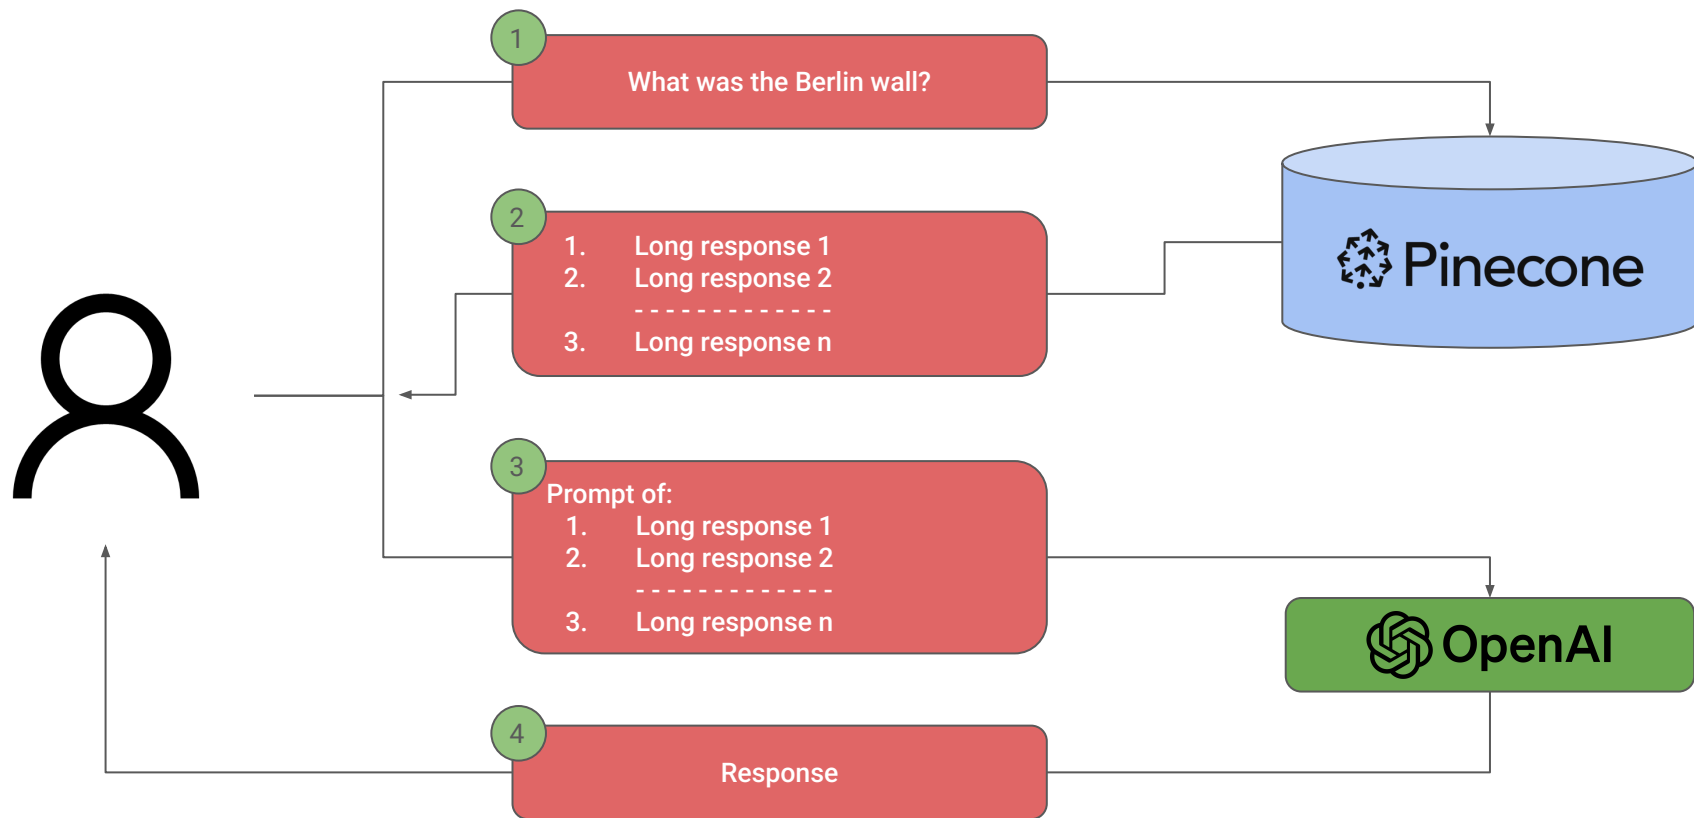 1
What was the Berlin wall?
2
1. Long response 1
2. Long response 2
- - - - - - - - - - - - -
3. Long response n
Pinecone
3
Prompt of:
1. Long response 1
2. Long response 2
- - - - - - - - - - - - -
3. Long response n
OpenAI
4
Response